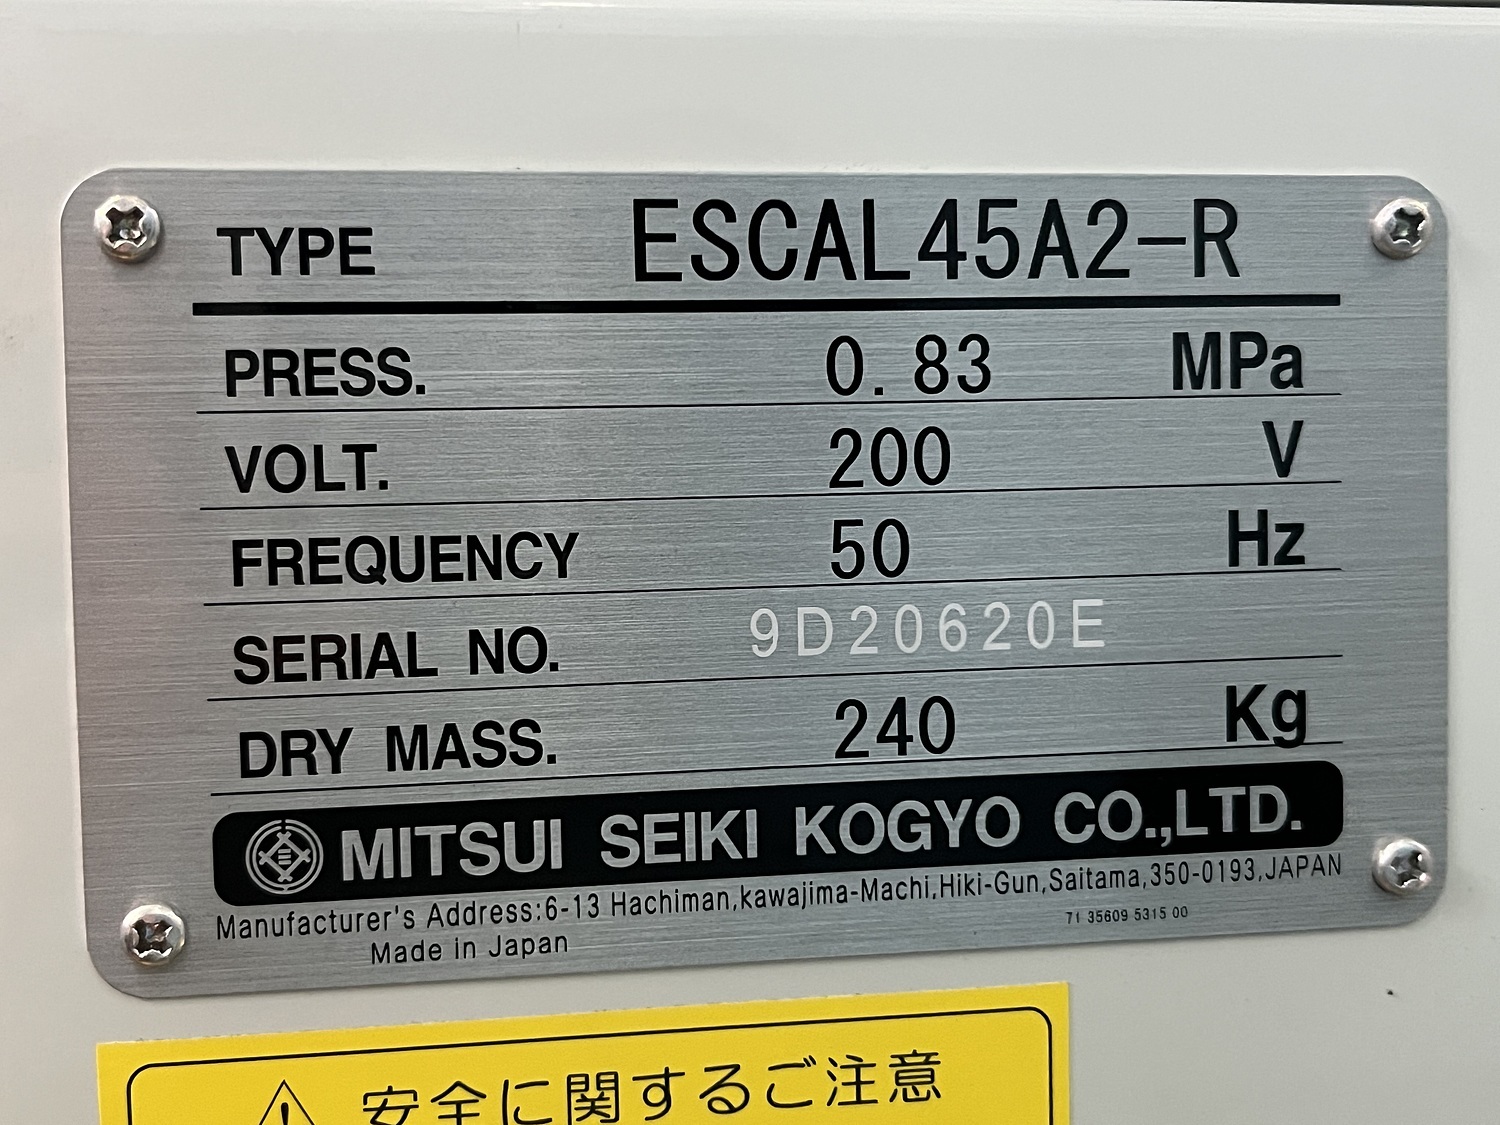 TYPE ESCAL45A2-R
PRESS. 0.83 MPa
VOLT. 200 V
FREQUENCY 50 Hz
SERIAL NO. 9D20620E
DRY MASS. 240 Kg
MITSUI SEIKI KOGYO CO.,LTD.
Manufacturer's Address:6-13 Hachiman,kawajima-Machi,Hiki-Gun,Saitama,350-0193,JAPAN
Made in Japan
71 35609 5315 00
安全に関するご注意